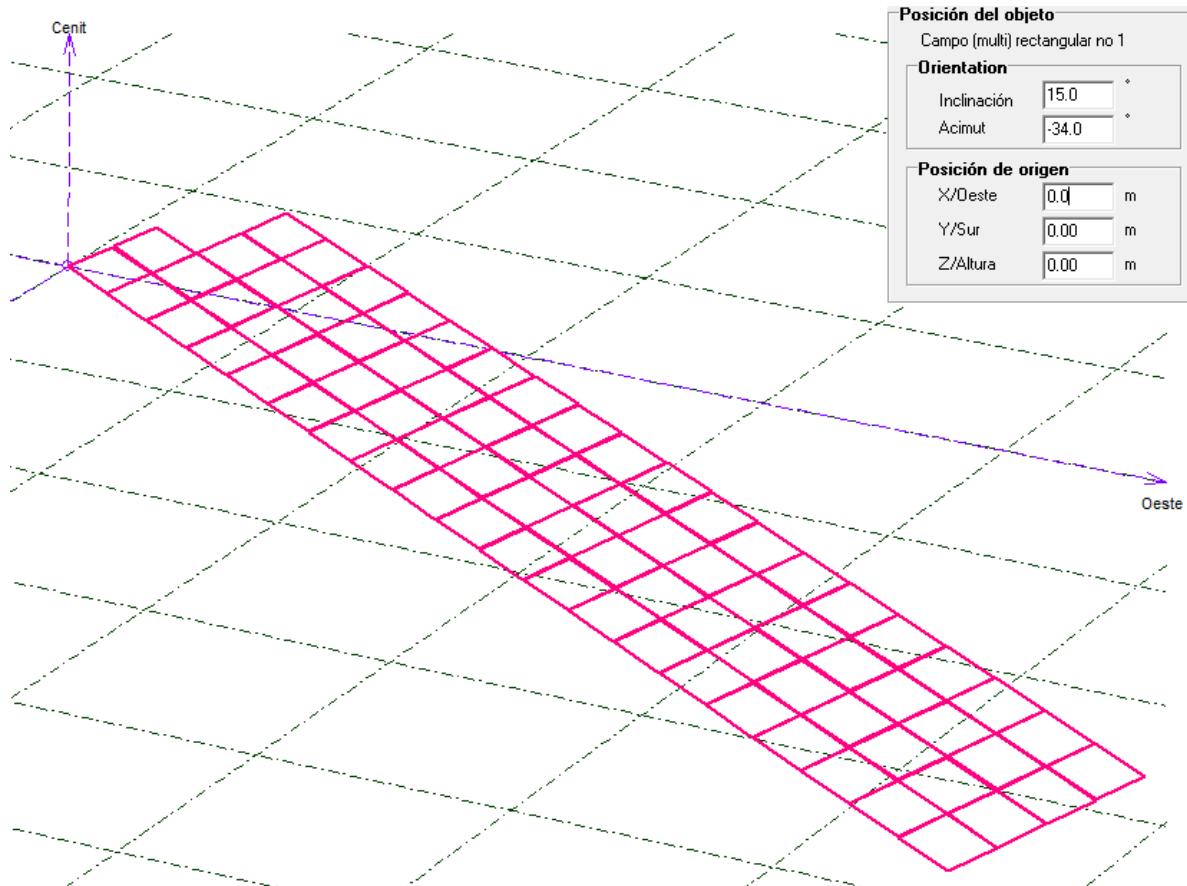 Cenit
Oeste
Posición del objeto
Campo (multi) rectangular no 1
Orientation
Inclinación 15.0 °
Acimut -34.0 °
Posición de origen
X/Oeste 0.0 m
Y/Sur 0.00 m
Z/Altura 0.00 m